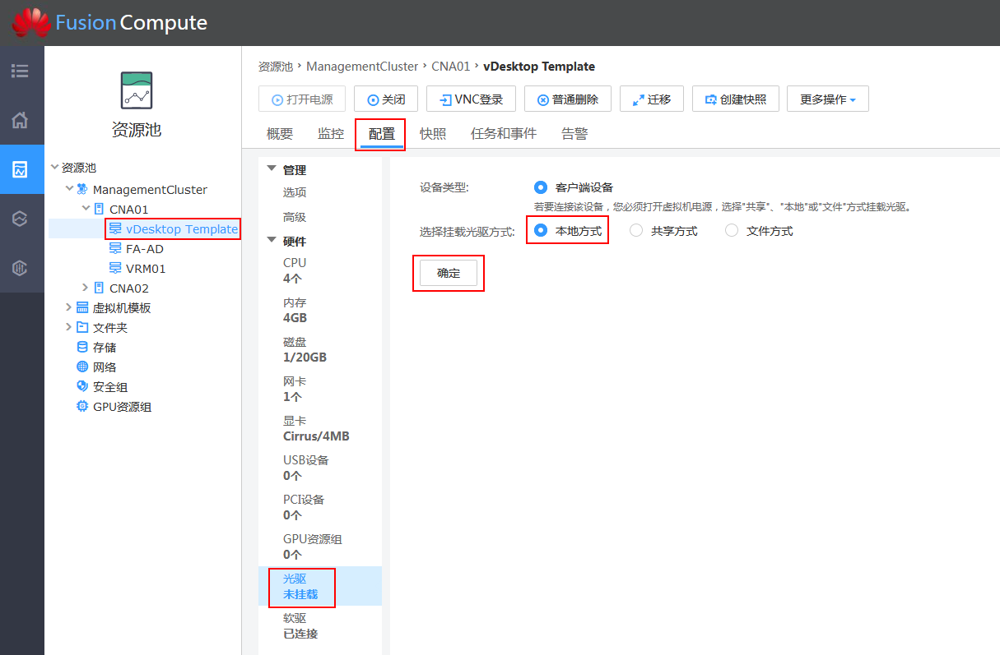 FusionCompute
资源池
资源池
ManagementCluster
CNA01
vDesktop Template
FA-AD
VRM01
CNA02
虚拟机模板
文件夹
存储
网络
安全组
GPU资源组
资源池 › ManagementCluster › CNA01 › vDesktop Template
打开电源 关闭 VNC登录 普通删除 迁移 创建快照 更多操作
概要 监控 配置 快照 任务和事件 告警
管理
选项
高级
硬件
CPU
4个
内存
4GB
磁盘
1/20GB
网卡
1个
显卡
Cirrus/4MB
USB设备
0个
PCI设备
0个
GPU资源组
0个
光驱
未挂载
软驱
已连接
设备类型: 客户端设备
若要连接该设备，您必须打开虚拟机电源，选择"共享"、"本地"或"文件"方式挂载光驱。
选择挂载光驱方式: 本地方式 共享方式 文件方式
确定